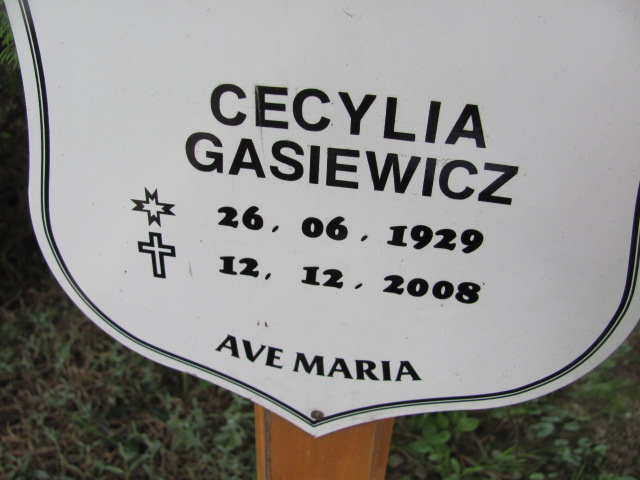 CECYLIA
GASIEWICZ
26. 06. 1929
12. 12. 2008
AVE MARIA